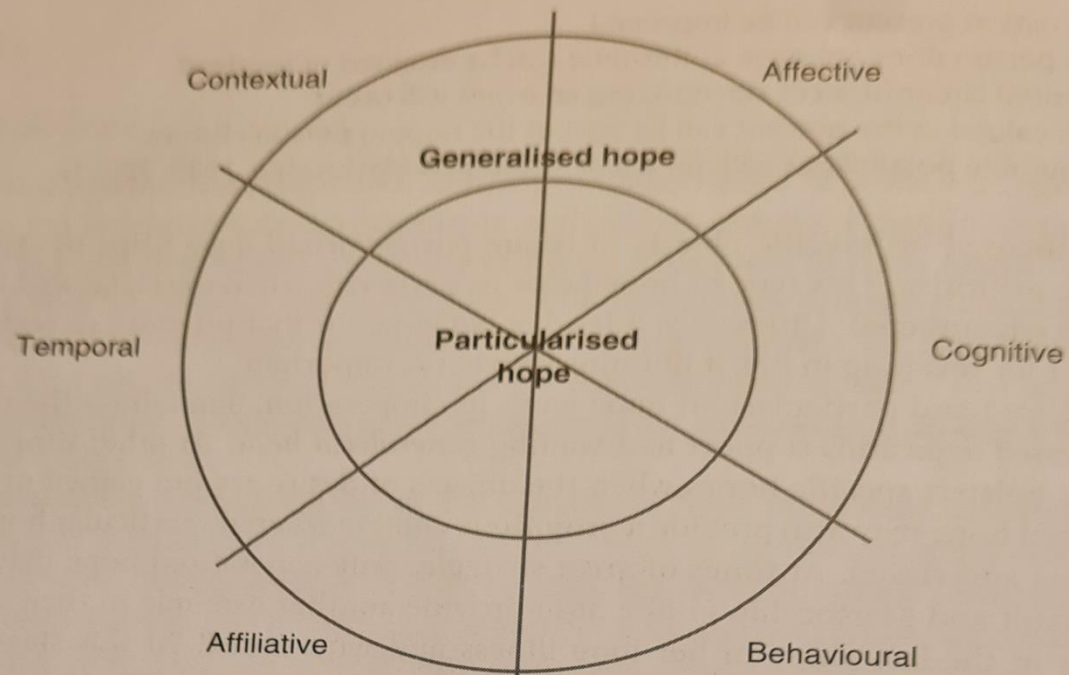 Contextual
Affective
Generalised hope
Temporal
Particularised
hope
Cognitive
Affiliative
Behavioural